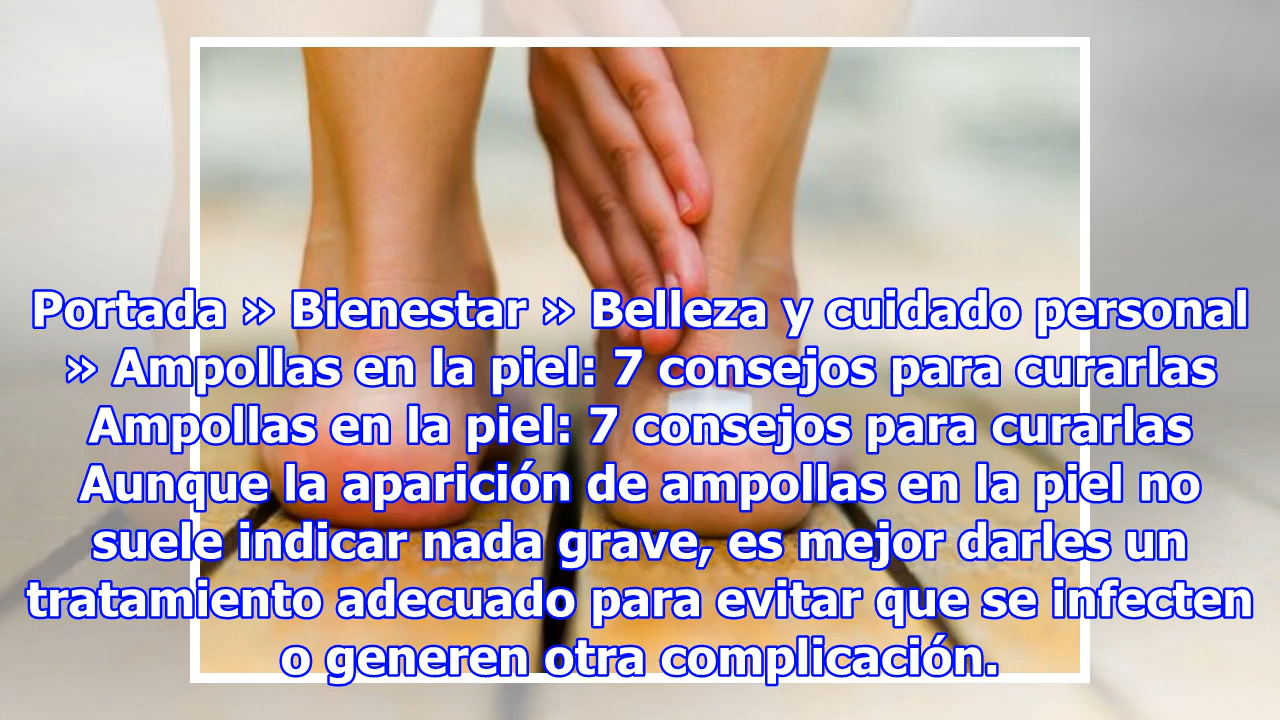 Portada » Bienestar » Belleza y cuidado personal
» Ampollas en la piel: 7 consejos para curarlas
Ampollas en la piel: 7 consejos para curarlas
Aunque la aparición de ampollas en la piel no
suele indicar nada grave, es mejor darles un
tratamiento adecuado para evitar que se infecten
o generen otra complicación.